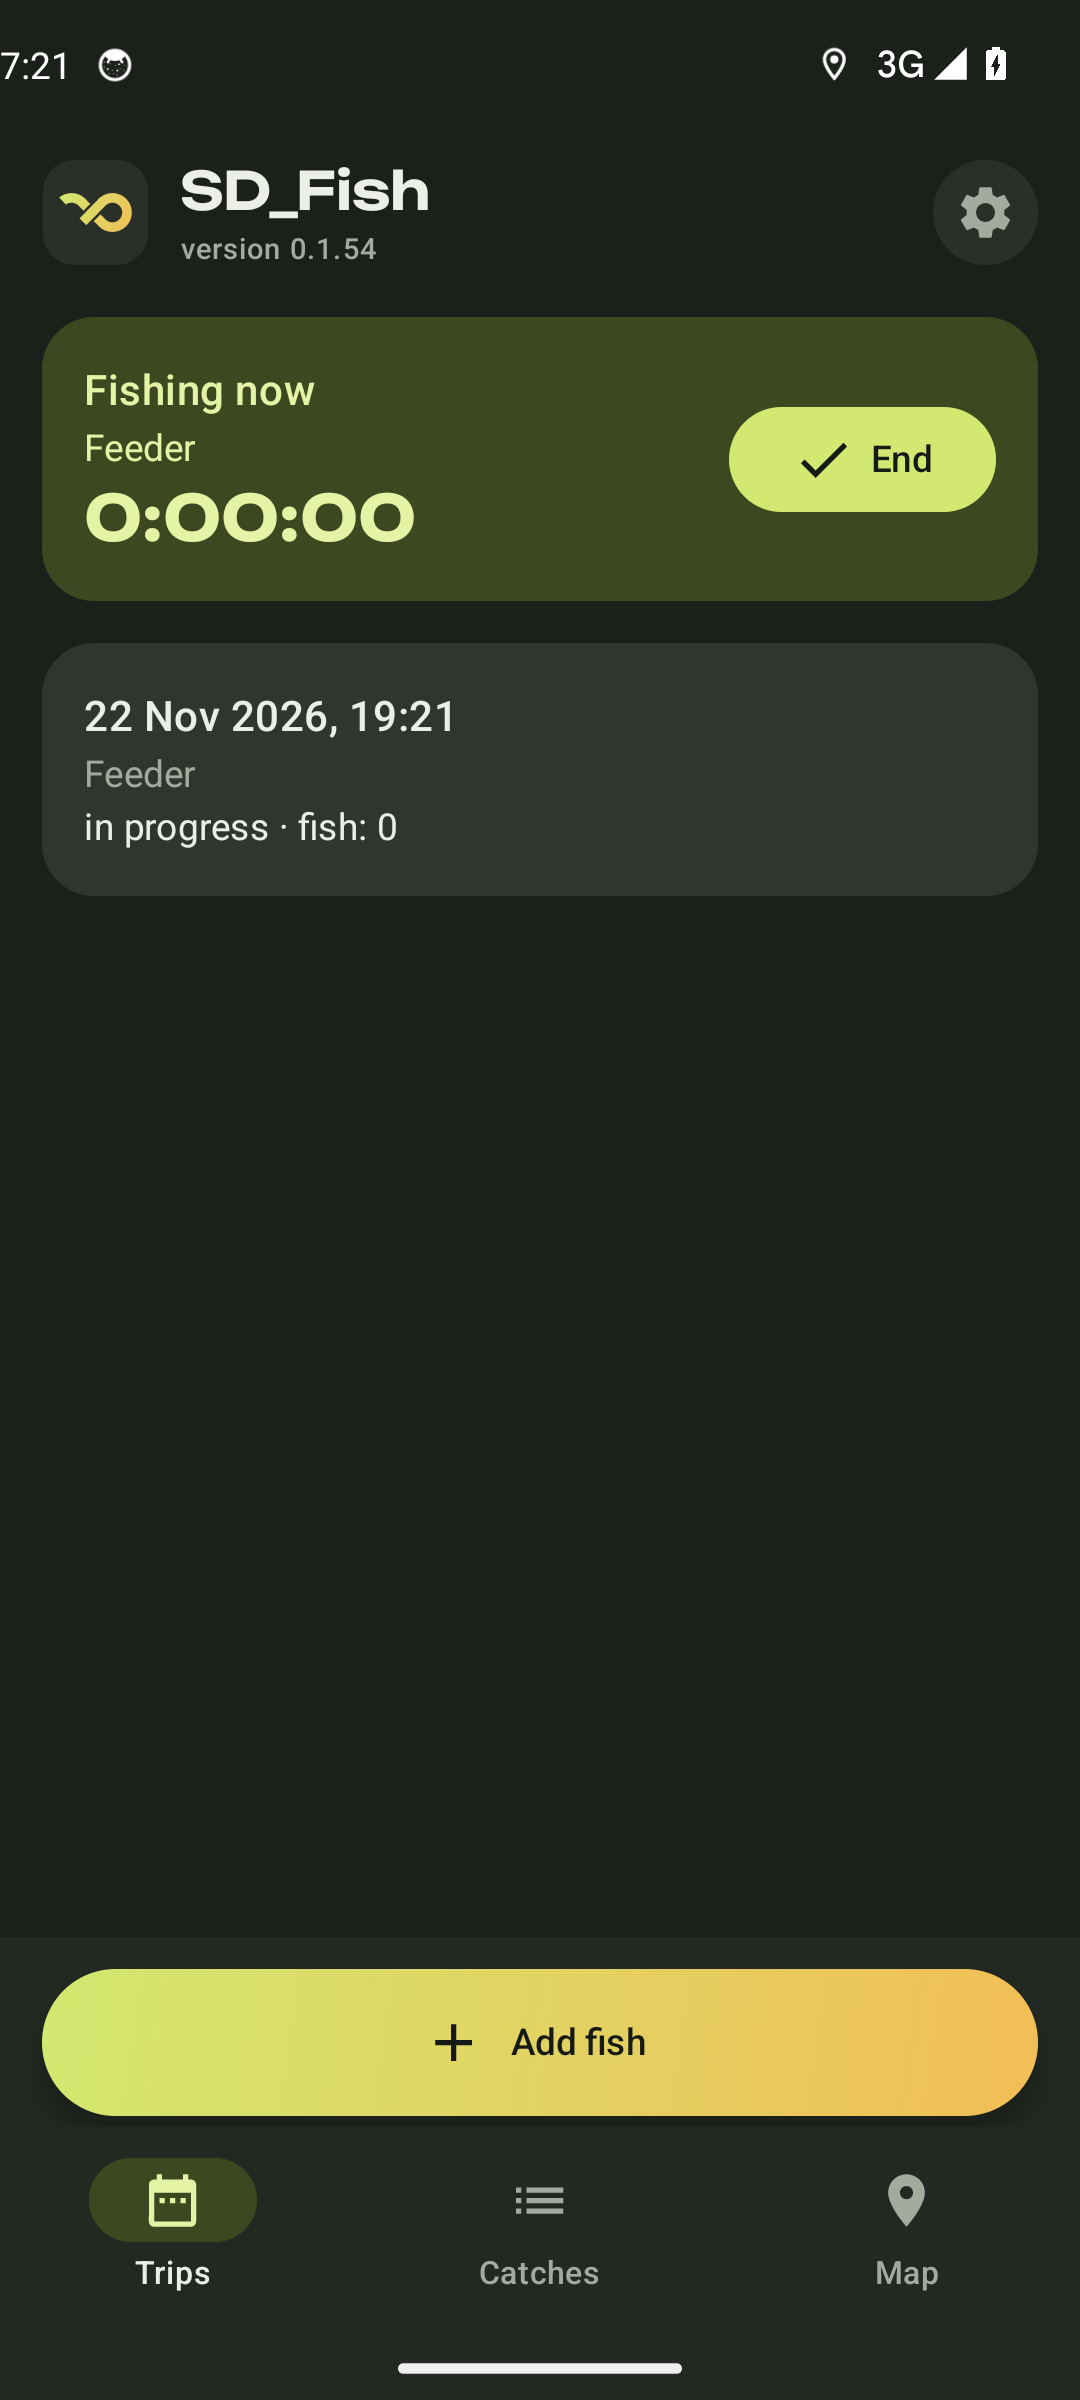 7:21
3G
SD_Fish
version 0.1.54
Fishing now
Feeder
0:00:00
End
22 Nov 2026, 19:21
Feeder
in progress · fish: 0
Add fish
Trips
Catches
Map